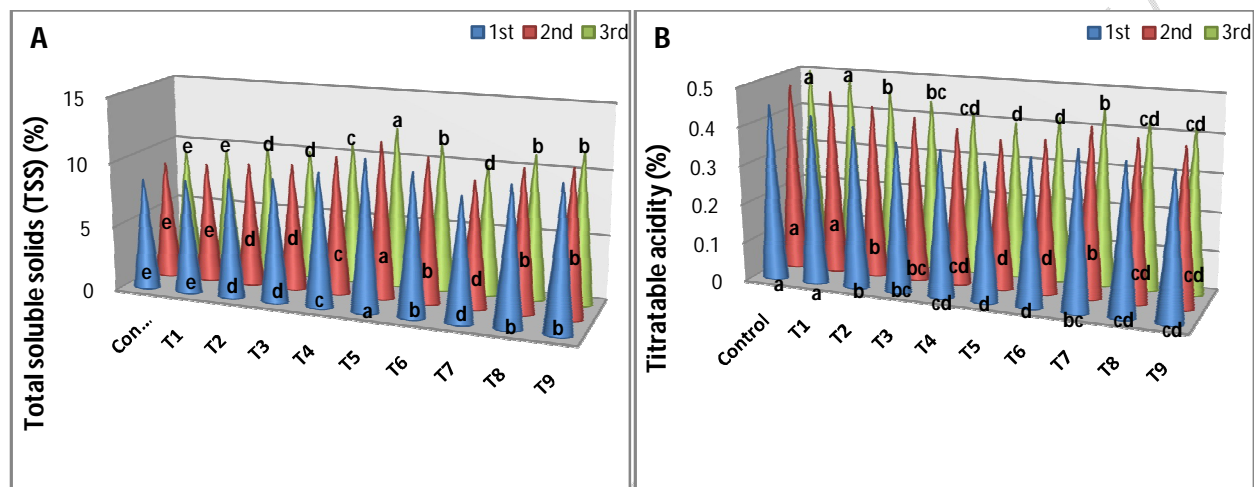 A
1st 2nd 3rd
Total soluble solids (TSS) (%)
15
10
5
0
e e d d c a b d b b
e e d d c a b d b b
e e d d c a b d b b
Con... T1 T2 T3 T4 T5 T6 T7 T8 T9
B
1st 2nd 3rd
Titratable acidity (%)
0.5
0.4
0.3
0.2
0.1
0
a a b bc cd d d b cd cd
a a b bc cd d d b cd cd
a a b bc cd d d bc cd cd
Control T1 T2 T3 T4 T5 T6 T7 T8 T9